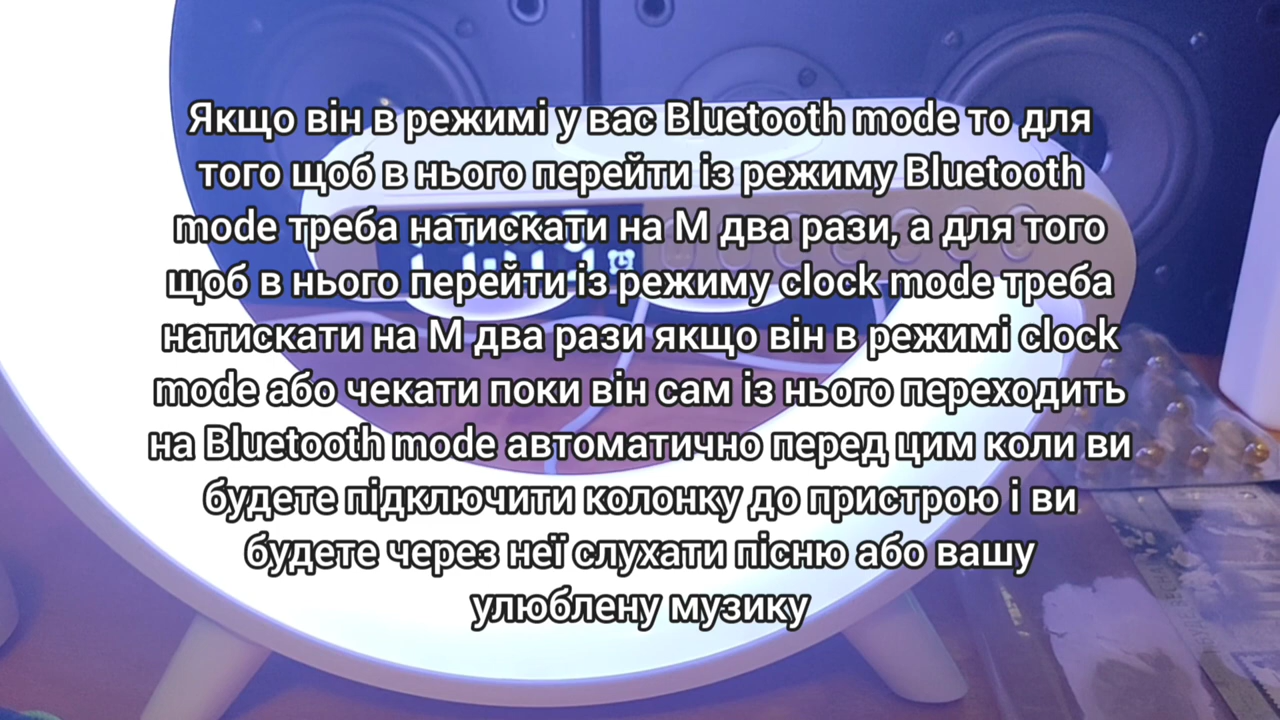 Якщо він в режимі у вас Bluetooth mode то для
того щоб в нього перейти із режиму Bluetooth
mode треба натискати на М два рази, а для того
щоб в нього перейти із режиму clock mode треба
натискати на М два рази якщо він в режимі clock
mode або чекати поки він сам із нього переходить
на Bluetooth mode автоматично перед цим коли ви
будете підключити колонку до пристрою і ви
будете через неї слухати пісню або вашу
улюблену музику